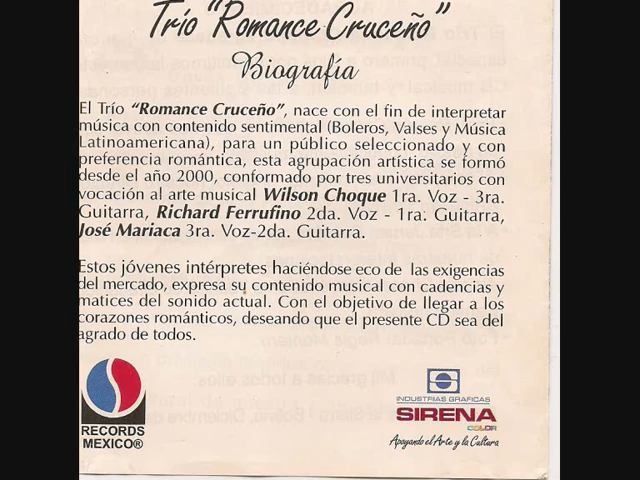 Trío "Romance Cruceño"
Biografía
El Trío "Romance Cruceño", nace con el fin de interpretar
música con contenido sentimental (Boleros, Valses y Música
Latinoamericana), para un público seleccionado y con
preferencia romántica, esta agrupación artística se formó
desde el año 2000, conformado por tres universitarios con
vocación al arte musical Wilson Choque 1ra. Voz - 3ra.
Guitarra, Richard Ferrufino 2da. Voz - 1ra. Guitarra,
José Mariaca 3ra. Voz-2da. Guitarra.
Estos jóvenes intérpretes haciéndose eco de las exigencias
del mercado, expresa su contenido musical con cadencias y
matices del sonido actual. Con el objetivo de llegar a los
corazones románticos, deseando que el presente CD sea del
agrado de todos.
RECORDS
MEXICO®
INDUSTRIAS GRAFICAS
SIRENA
COLOR
Apoyando el Arte y la Cultura